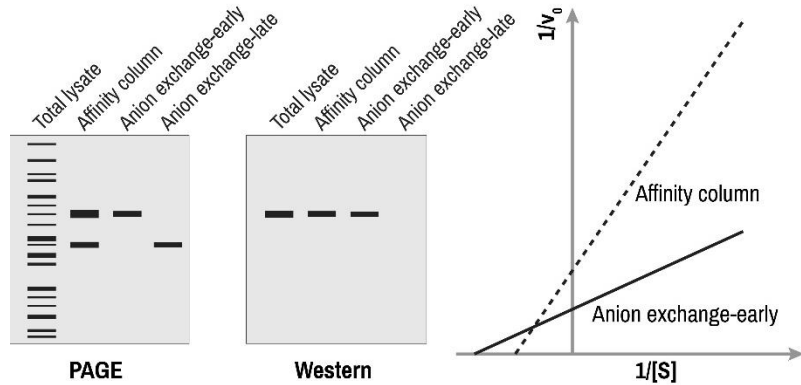 Total lysate
Affinity column
Anion exchange-early
Anion exchange-late
PAGE
Total lysate
Affinity column
Anion exchange-early
Anion exchange-late
Western
1/v₀
Affinity column
Anion exchange-early
1/[S]